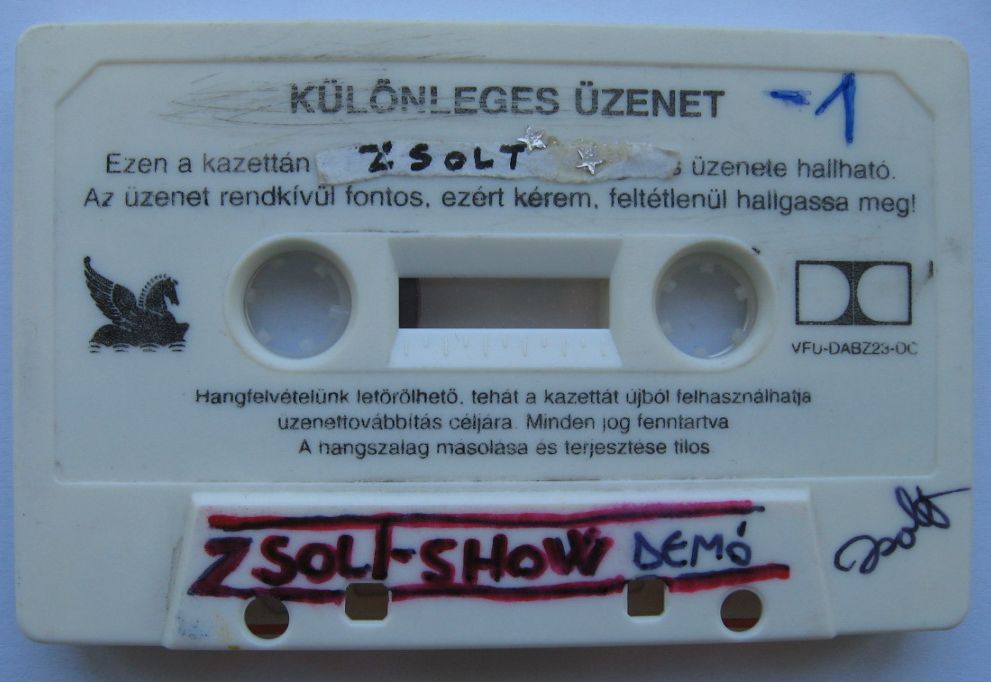 KÜLÖNLEGES ÜZENET -1
Ezen a kazettán ZSOLT s üzenete hallható.
Az üzenet rendkívül fontos, ezért kérem, feltétlenül hallgassa meg!
VFU-DABZ23-OC
Hangfelvételünk letörölhető, tehát a kazettát újból felhasználhatja
üzenettovábbítás céljára. Minden jog fenntartva
A hangszalag másolása és terjesztése tilos
ZSOLT-SHOW DEMÓ
Zsolt